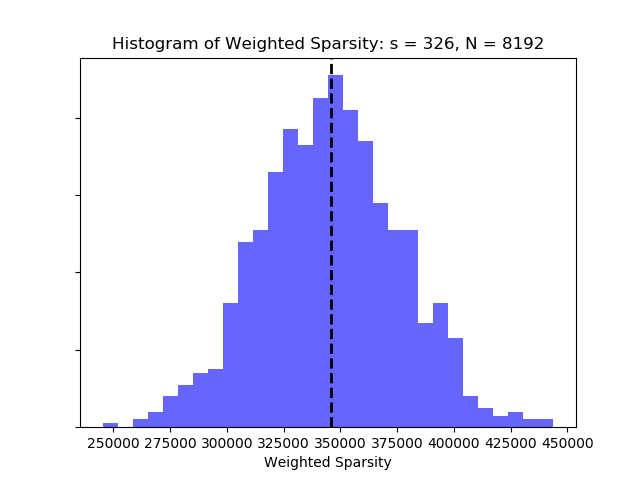 Histogram of Weighted Sparsity: s = 326, N = 8192
250000 275000 300000 325000 350000 375000 400000 425000 450000
Weighted Sparsity